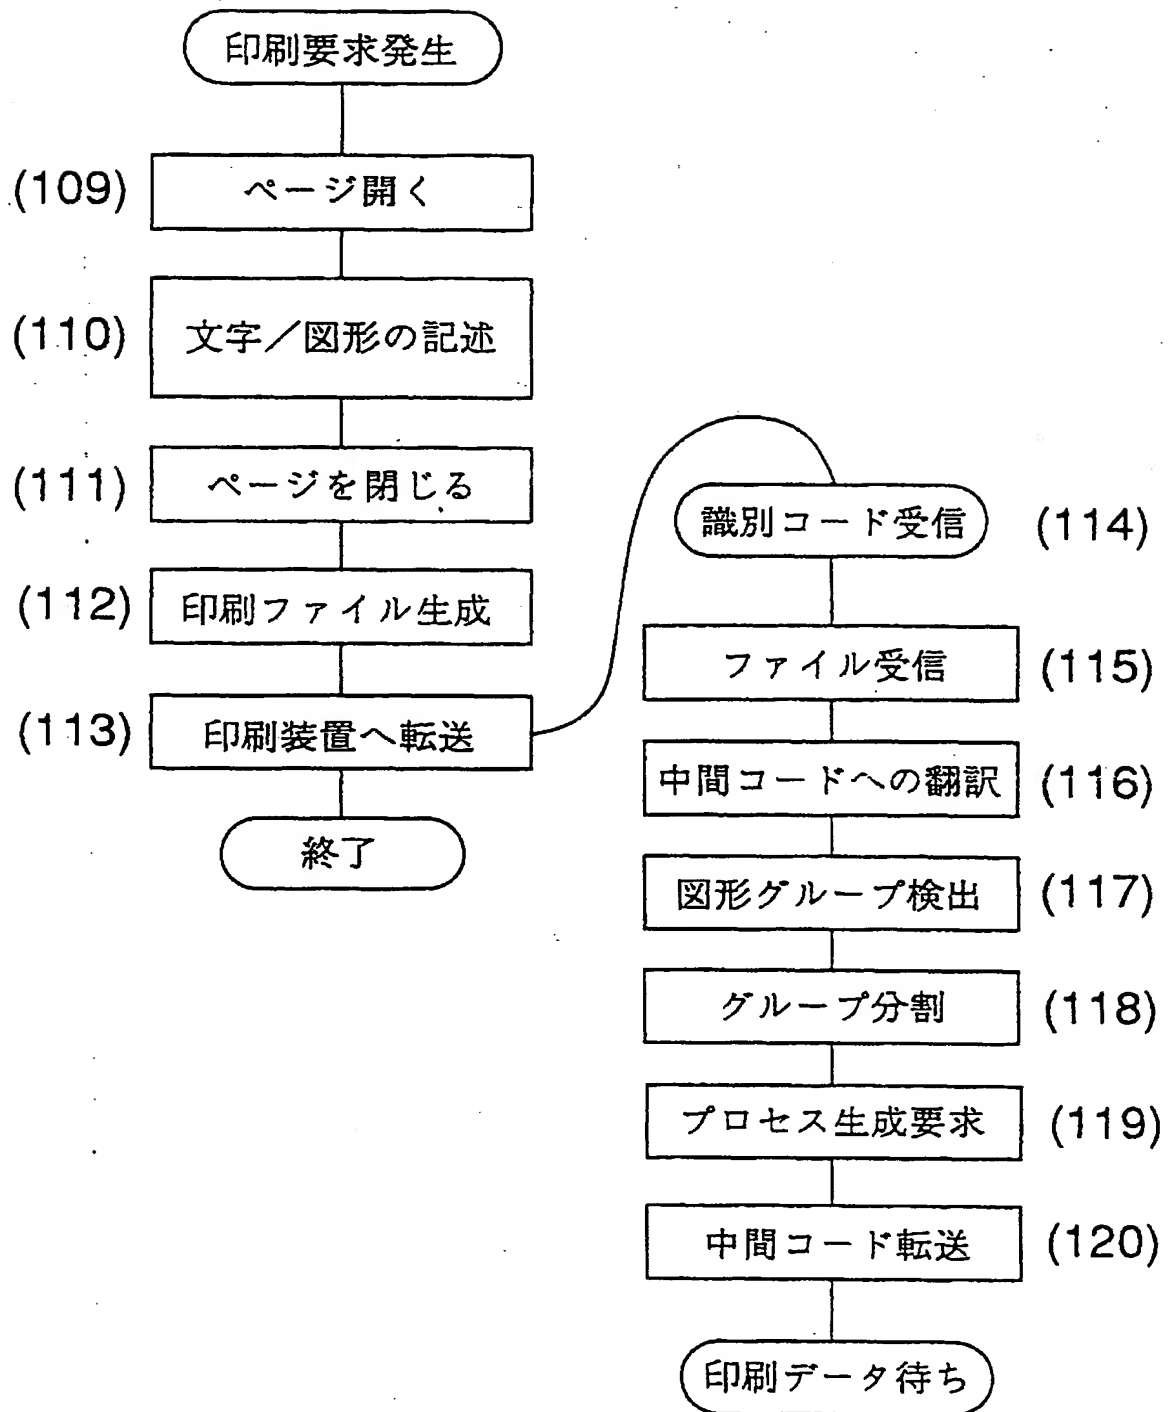 印刷要求発生
(109) ページ開く
(110) 文字／図形の記述
(111) ページを閉じる
(112) 印刷ファイル生成
(113) 印刷装置へ転送
終了
識別コード受信 (114)
ファイル受信 (115)
中間コードへの翻訳 (116)
図形グループ検出 (117)
グループ分割 (118)
プロセス生成要求 (119)
中間コード転送 (120)
印刷データ待ち